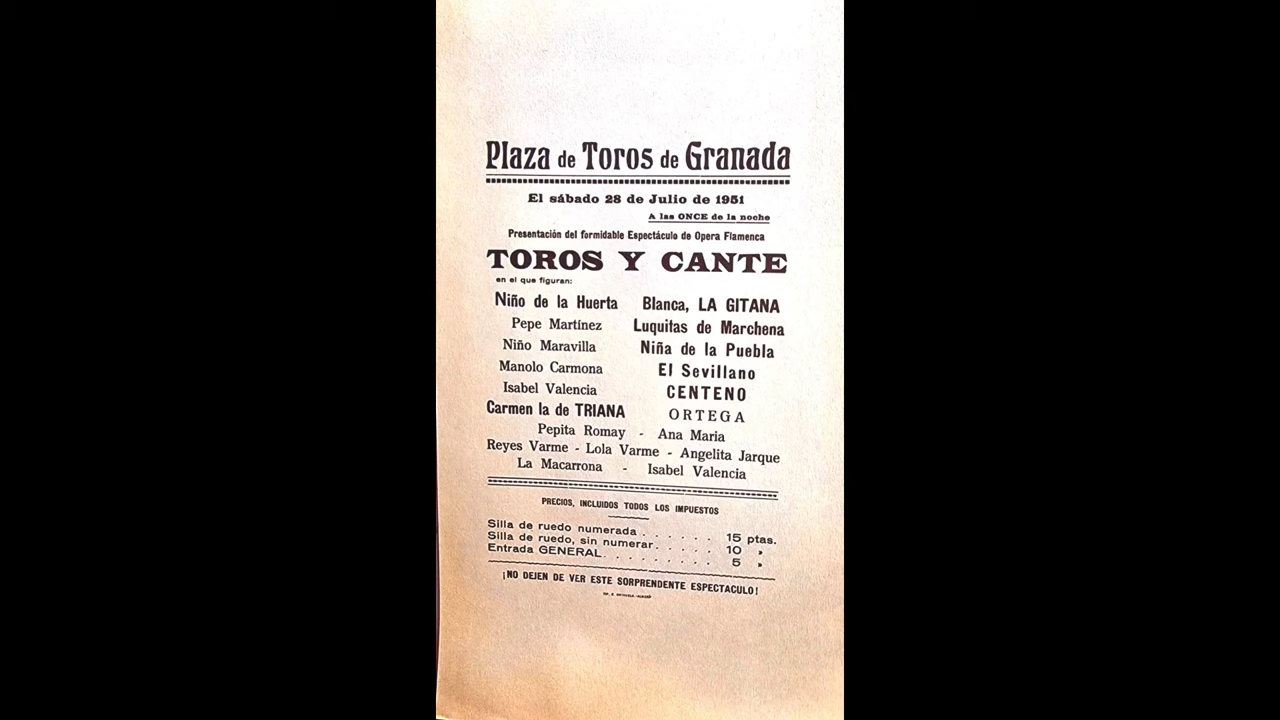 Plaza de Toros de Granada
El sábado 28 de Julio de 1951
A las ONCE de la noche
Presentación del formidable Espectáculo de Opera Flamenca
TOROS Y CANTE
en el que figuran:
Niño de la Huerta Blanca, LA GITANA
Pepe Martínez Luquitas de Marchena
Niño Maravilla Niña de la Puebla
Manolo Carmona El Sevillano
Isabel Valencia CENTENO
Carmen la de TRIANA ORTEGA
Pepita Romay - Ana Maria
Reyes Varme - Lola Varme - Angelita Jarque
La Macarrona - Isabel Valencia
PRECIOS, INCLUIDOS TODOS LOS IMPUESTOS
Silla de ruedo numerada . . . . . . 15 ptas.
Silla de ruedo, sin numerar . . . . . 10 »
Entrada GENERAL . . . . . . . . 5 »
¡NO DEJEN DE VER ESTE SORPRENDENTE ESPECTACULO!